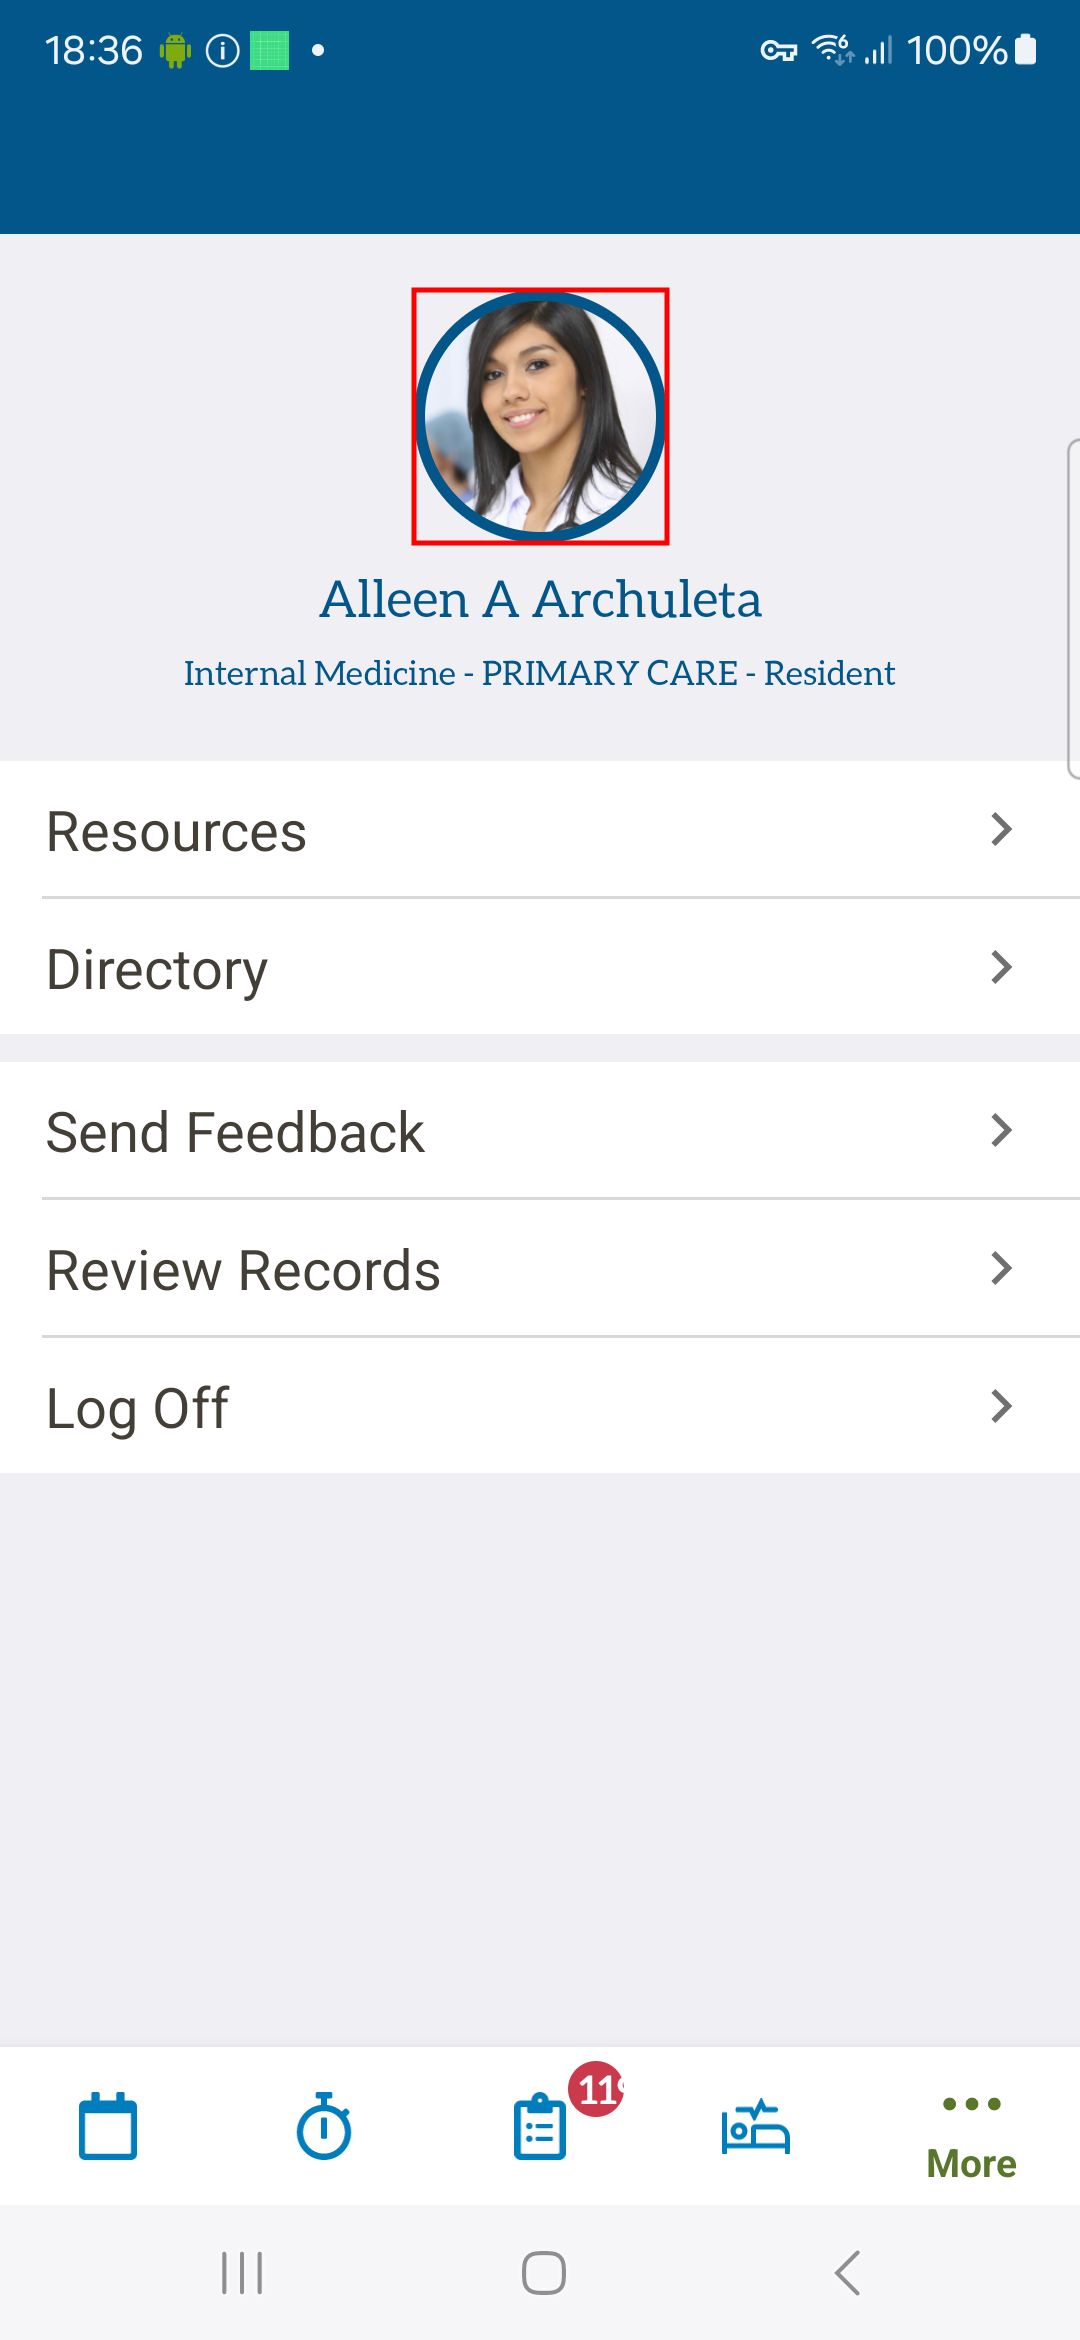 18:36
100%
Alleen A Archuleta
Internal Medicine - PRIMARY CARE - Resident
Resources
Directory
Send Feedback
Review Records
Log Off
11
More